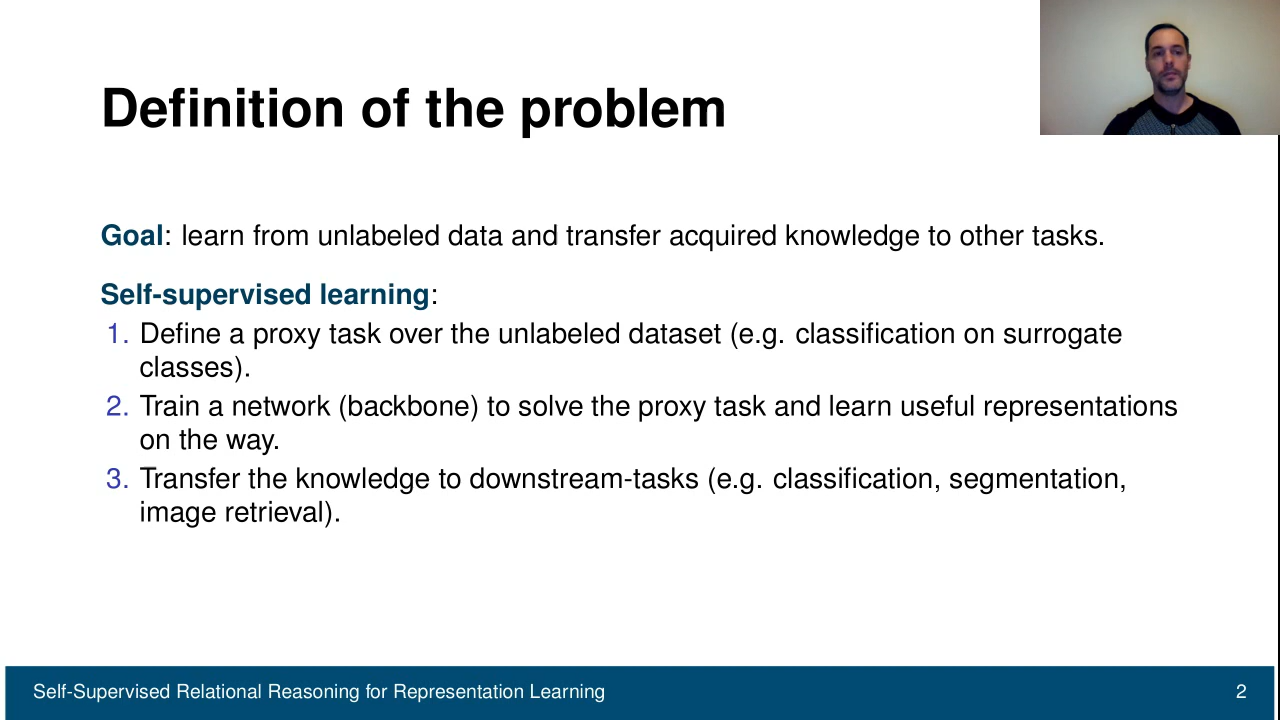 Definition of the problem
Goal: learn from unlabeled data and transfer acquired knowledge to other tasks.
Self-supervised learning:
1. Define a proxy task over the unlabeled dataset (e.g. classification on surrogate
classes).
2. Train a network (backbone) to solve the proxy task and learn useful representations
on the way.
3. Transfer the knowledge to downstream-tasks (e.g. classification, segmentation,
image retrieval).
Self-Supervised Relational Reasoning for Representation Learning
2